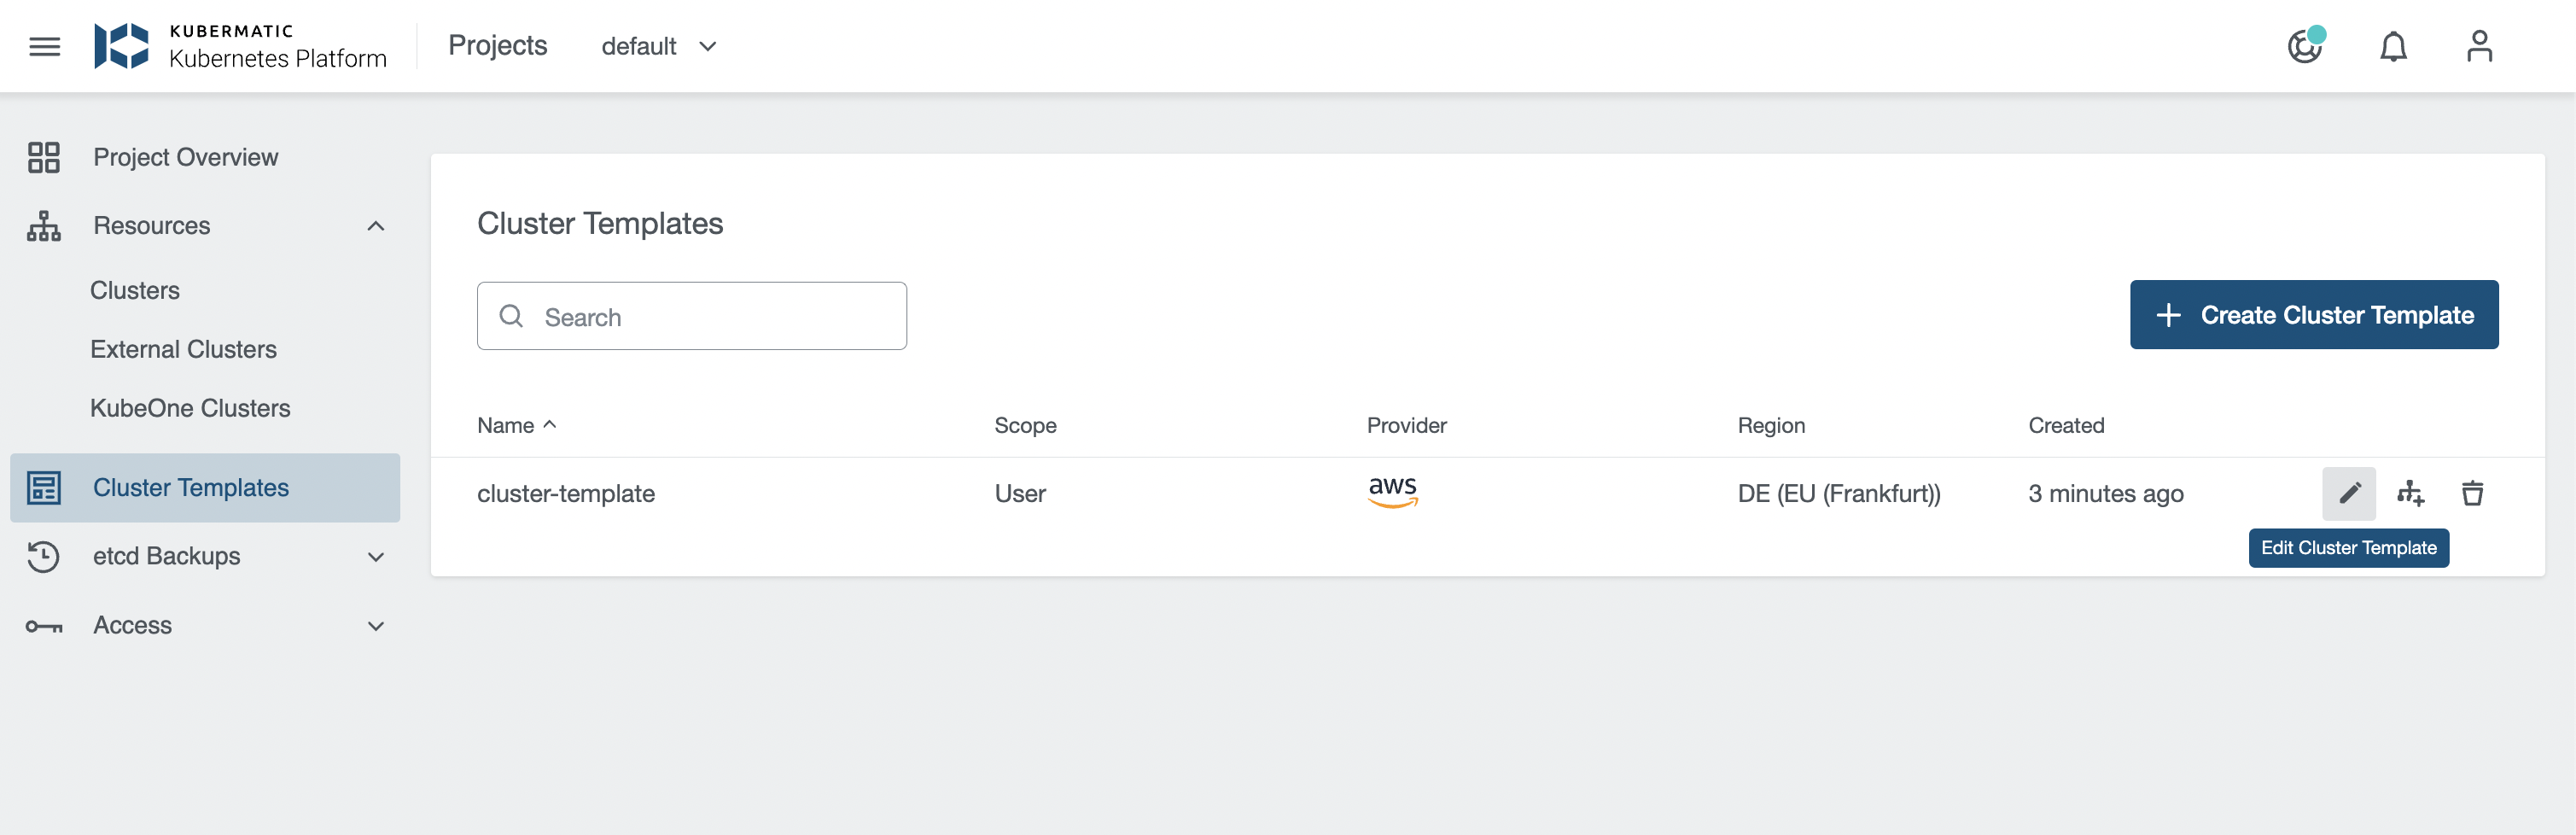 KUBERMATIC
Kubernetes Platform
Projects
default
Project Overview
Resources
Clusters
External Clusters
KubeOne Clusters
Cluster Templates
etcd Backups
Access
Cluster Templates
Search
Create Cluster Template
Name Scope Provider Region Created
cluster-template User aws DE (EU (Frankfurt)) 3 minutes ago
Edit Cluster Template